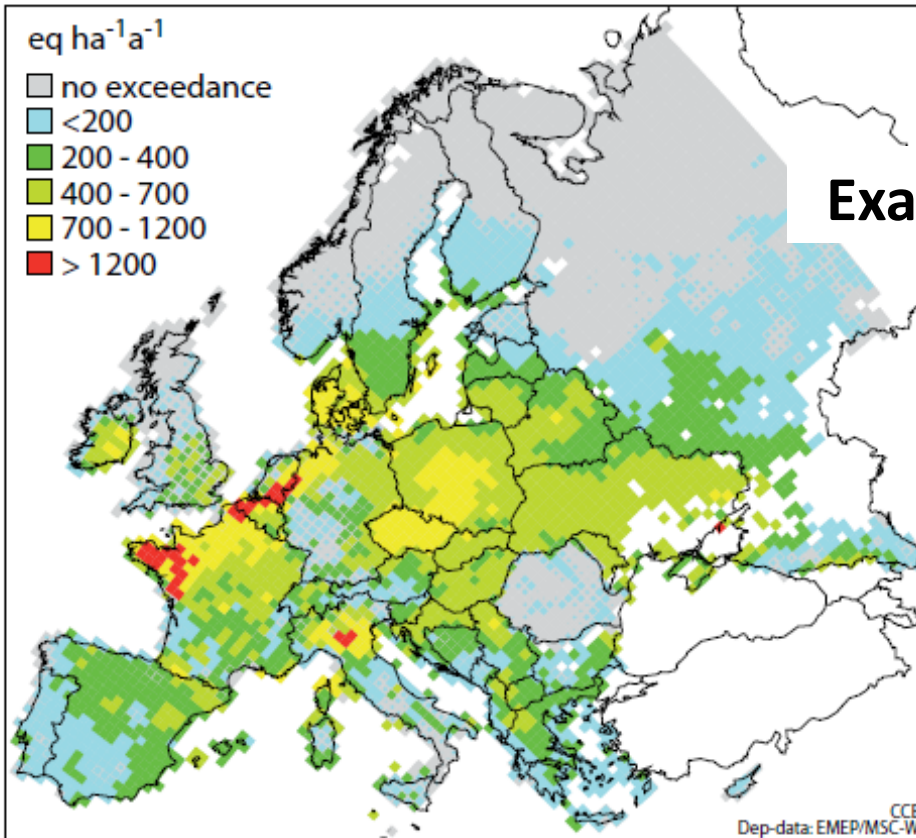 eq ha⁻¹a⁻¹
no exceedance
<200
200 - 400
400 - 700
700 - 1200
> 1200
Exa
CCE
Dep-data: EMEP/MSC-W